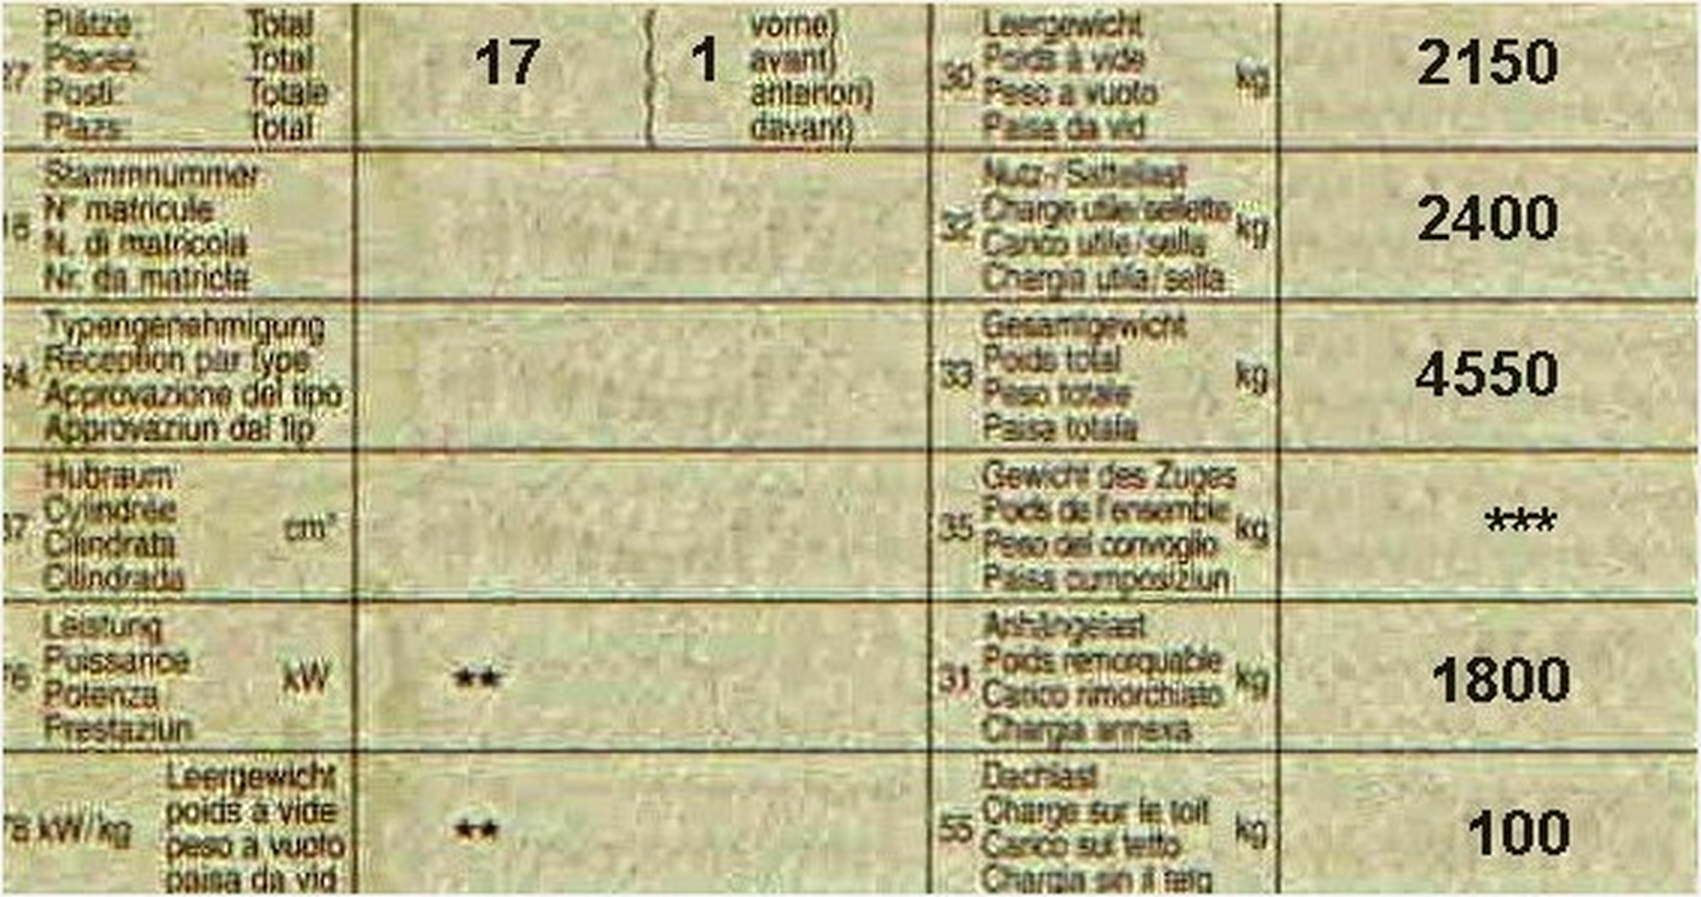 Plätze: Total
Places: Total
Posti: Totale
Plazs: Total
17
1
vorne)
avant)
anteriori)
davant)
30
Leergewicht
Poids à vide
Peso a vuoto
Paisa da vid
kg
2150
Stammnummer
N° matricule
N. di matricola
Nr. da matricla
32
Nutz-/Sattellast
Charge utile/sellette
Carico utile/sella
Chargia utila/sella
kg
2400
Typengenehmigung
Réception par type
Approvazione del tipo
Approvaziun dal tip
33
Gesamtgewicht
Poids total
Peso totale
Paisa totala
kg
4550
Hubraum
Cylindrée
Cilindrata
Cilindrada
cm³
35
Gewicht des Zuges
Poids de l'ensemble
Peso del convoglio
Paisa cumposiziun
kg
***
Leistung
Puissance
Potenza
Prestaziun
kW
**
31
Anhängelast
Poids remorquable
Carico rimorchiato
Chargia annexa
kg
1800
78 kW/kg
Leergewicht
poids à vide
peso a vuoto
paisa da vid
**
55
Dachlast
Charge sur le toit
Carico sul tetto
Chargia sin il tetg
kg
100